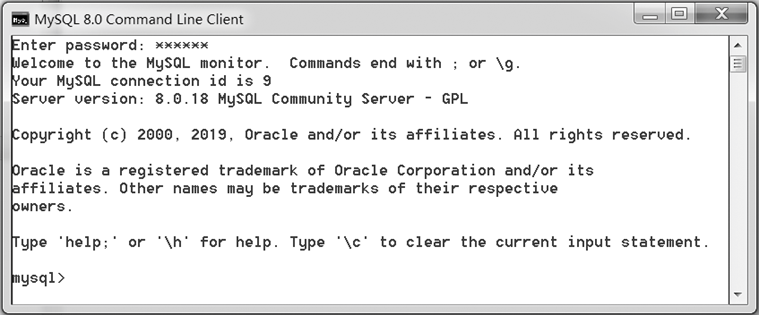 MySQL 8.0 Command Line Client
Enter password: ******
Welcome to the MySQL monitor.  Commands end with ; or \g.
Your MySQL connection id is 9
Server version: 8.0.18 MySQL Community Server - GPL
Copyright (c) 2000, 2019, Oracle and/or its affiliates. All rights reserved.
Oracle is a registered trademark of Oracle Corporation and/or its
affiliates. Other names may be trademarks of their respective
owners.
Type 'help;' or '\h' for help. Type '\c' to clear the current input statement.
mysql>